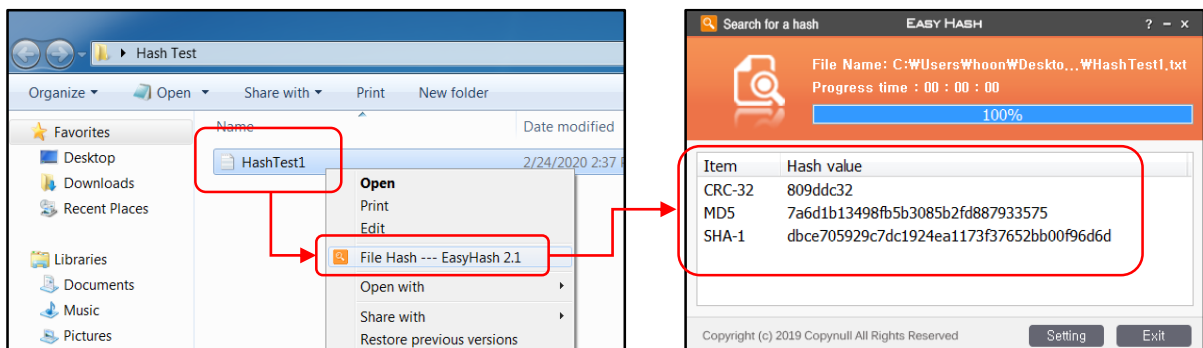 Hash Test
Organize Open Share with Print New folder
Favorites
Desktop
Downloads
Recent Places
Libraries
Documents
Music
Pictures
Name Date modified
HashTest1 2/24/2020 2:37
Open
Print
Edit
File Hash --- EasyHash 2.1
Open with
Share with
Restore previous versions
Search for a hash EASY HASH ? – x
File Name: C:₩Users₩hoon₩Deskto...₩HashTest1.txt
Progress time : 00 : 00 : 00
100%
Item Hash value
CRC-32 809ddc32
MD5 7a6d1b13498fb5b3085b2fd887933575
SHA-1 dbce705929c7dc1924ea1173f37652bb00f96d6d
Copyright (c) 2019 Copynull All Rights Reserved Setting Exit